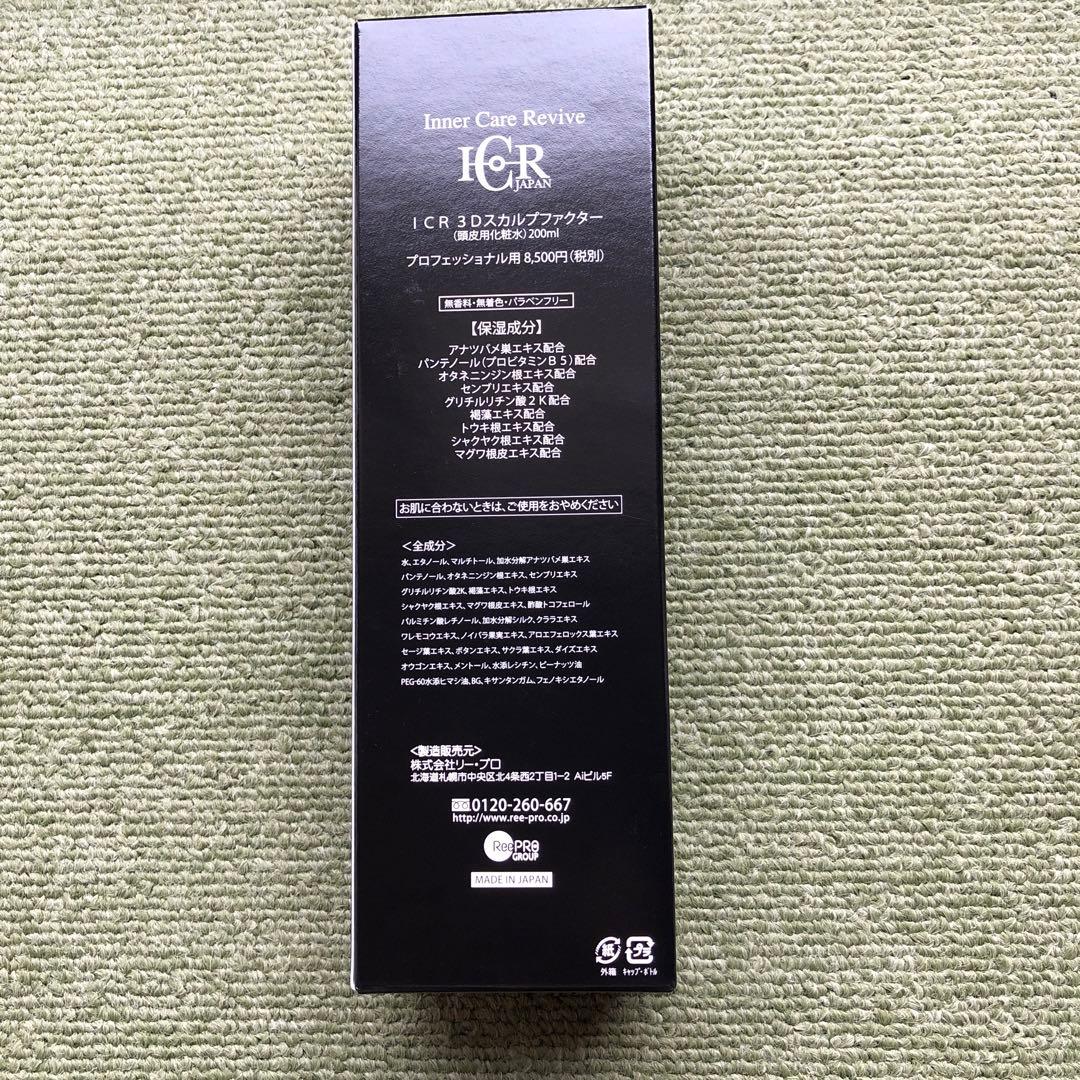 Inner Care Revive
ICR
JAPAN
ICR 3Dスカルプファクター
(頭皮用化粧水)200ml
プロフェッショナル用 8,500円(税別)
無香料・無着色・パラベンフリー
【保湿成分】
アナツバメ巣エキス配合
パンテノール(プロビタミンB5)配合
オタネニンジン根エキス配合
センブリエキス配合
グリチルリチン酸2K配合
褐藻エキス配合
トウキ根エキス配合
シャクヤク根エキス配合
マグワ根皮エキス配合
お肌に合わないときは、ご使用をおやめください
<全成分>
水、エタノール、マルチトール、加水分解アナツバメ巣エキス
パンテノール、オタネニンジン根エキス、センブリエキス
グリチルリチン酸2K、褐藻エキス、トウキ根エキス
シャクヤク根エキス、マグワ根皮エキス、酢酸トコフェロール
パルミチン酸レチノール、加水分解シルク、クララエキス
ワレモコウエキス、ノイバラ果実エキス、アロエフェロックス葉エキス
セージ葉エキス、ボタンエキス、サクラ葉エキス、ダイズエキス
オウゴンエキス、メントール、水添レシチン、ピーナッツ油
PEG-60水添ヒマシ油、BG、キサンタンガム、フェノキシエタノール
<製造販売元>
株式会社リー・プロ
北海道札幌市中央区北4条西2丁目1-2 Aiビル5F
0120-260-667
http://www.ree-pro.co.jp
ReePRO
GROUP
MADE IN JAPAN
紙 プラ
外箱 キャップ・ボトル